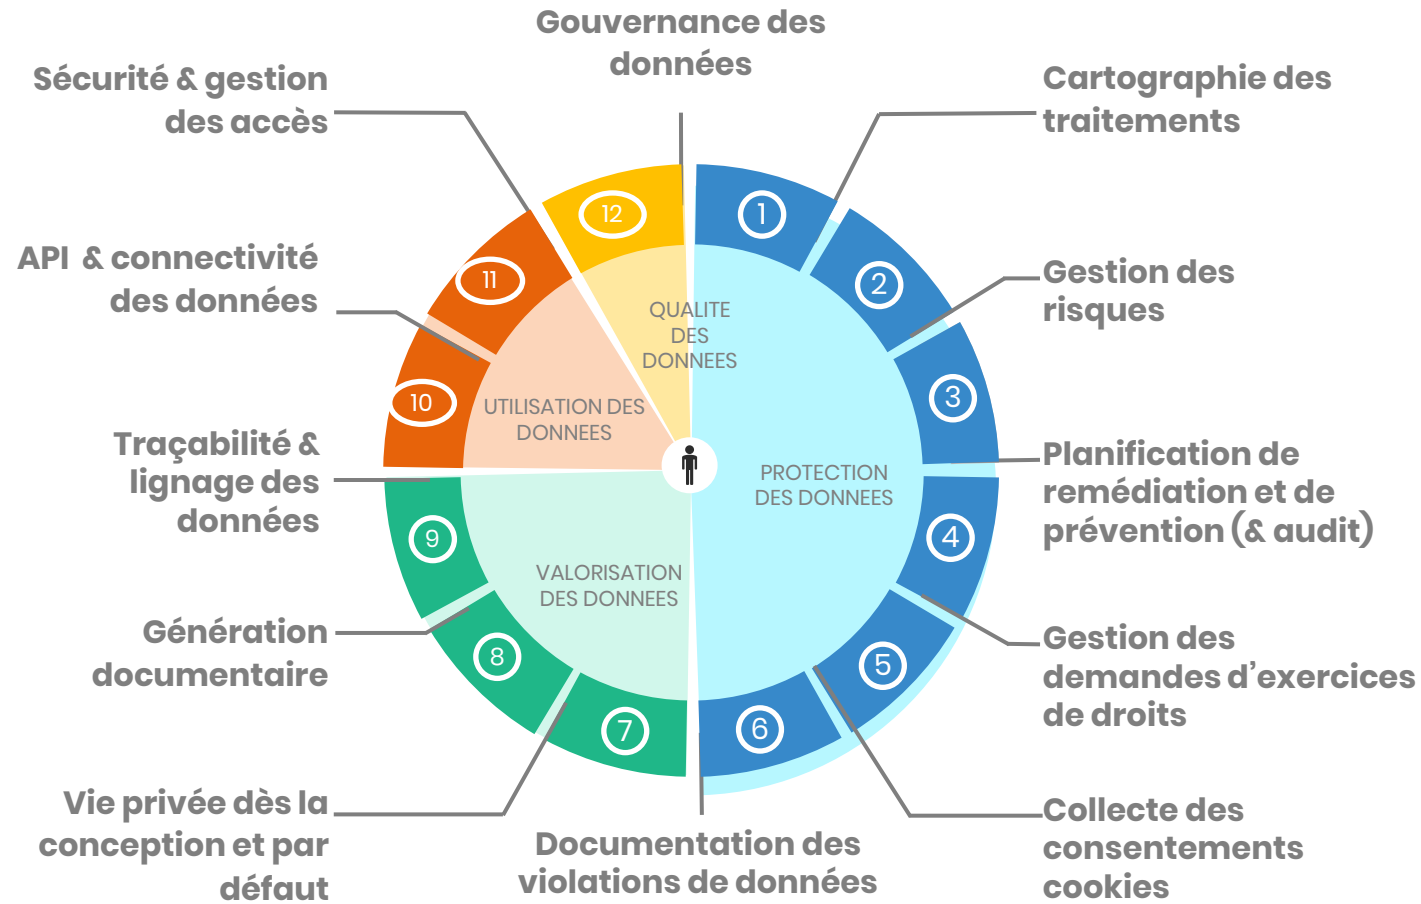 Gouvernance des
données
Cartographie des
traitements
Gestion des
risques
Planification de
remédiation et de
prévention (& audit)
Gestion des
demandes d’exercices
de droits
Collecte des
consentements
cookies
Documentation des
violations de données
Vie privée dès la
conception et par
défaut
Génération
documentaire
Traçabilité &
lignage des
données
API & connectivité
des données
Sécurité & gestion
des accès
1
2
3
4
5
6
7
8
9
10
11
12
QUALITE
DES
DONNEES
UTILISATION DES
DONNEES
PROTECTION
DES DONNEES
VALORISATION
DES DONNEES